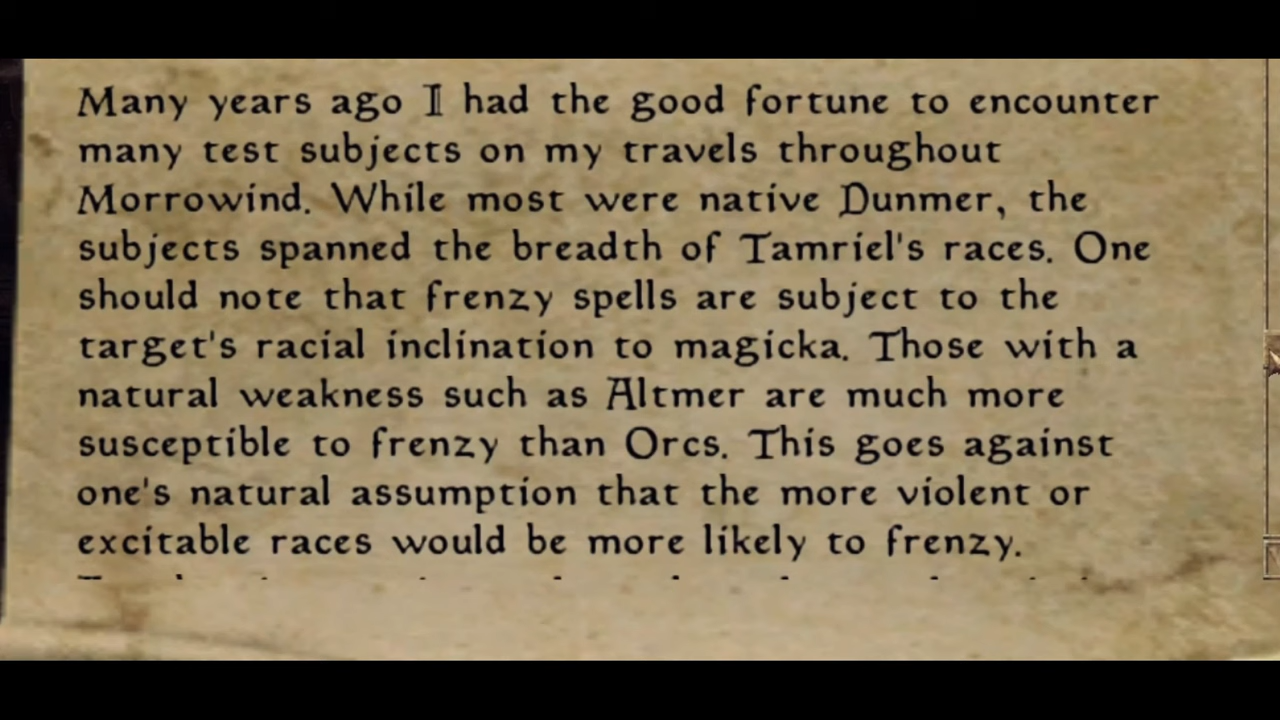 Many years ago I had the good fortune to encounter
many test subjects on my travels throughout
Morrowind. While most were native Dunmer, the
subjects spanned the breadth of Tamriel's races. One
should note that frenzy spells are subject to the
target's racial inclination to magicka. Those with a
natural weakness such as Altmer are much more
susceptible to frenzy than Orcs. This goes against
one's natural assumption that the more violent or
excitable races would be more likely to frenzy.